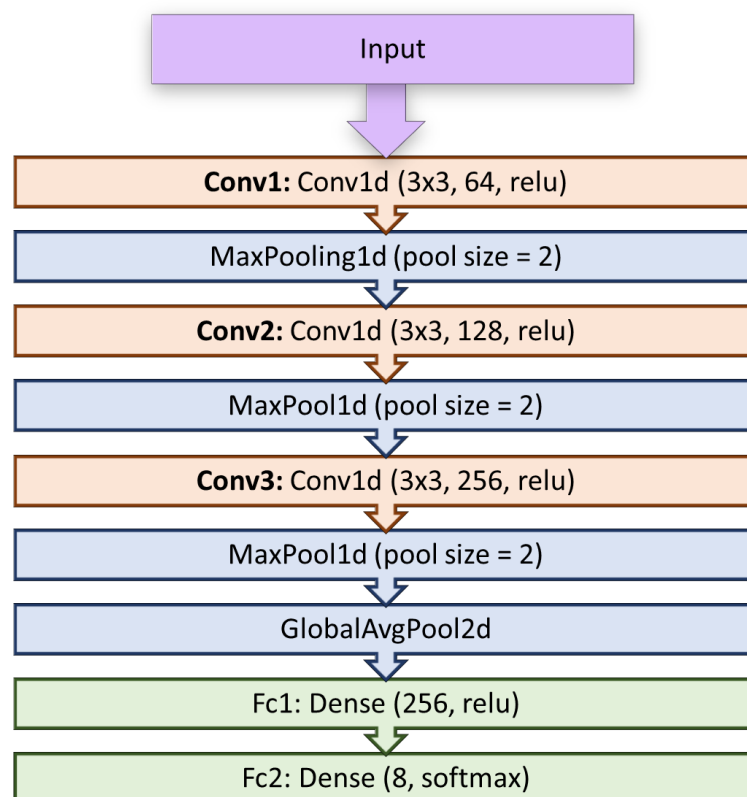 Input
Conv1: Conv1d (3x3, 64, relu)
MaxPooling1d (pool size = 2)
Conv2: Conv1d (3x3, 128, relu)
MaxPool1d (pool size = 2)
Conv3: Conv1d (3x3, 256, relu)
MaxPool1d (pool size = 2)
GlobalAvgPool2d
Fc1: Dense (256, relu)
Fc2: Dense (8, softmax)